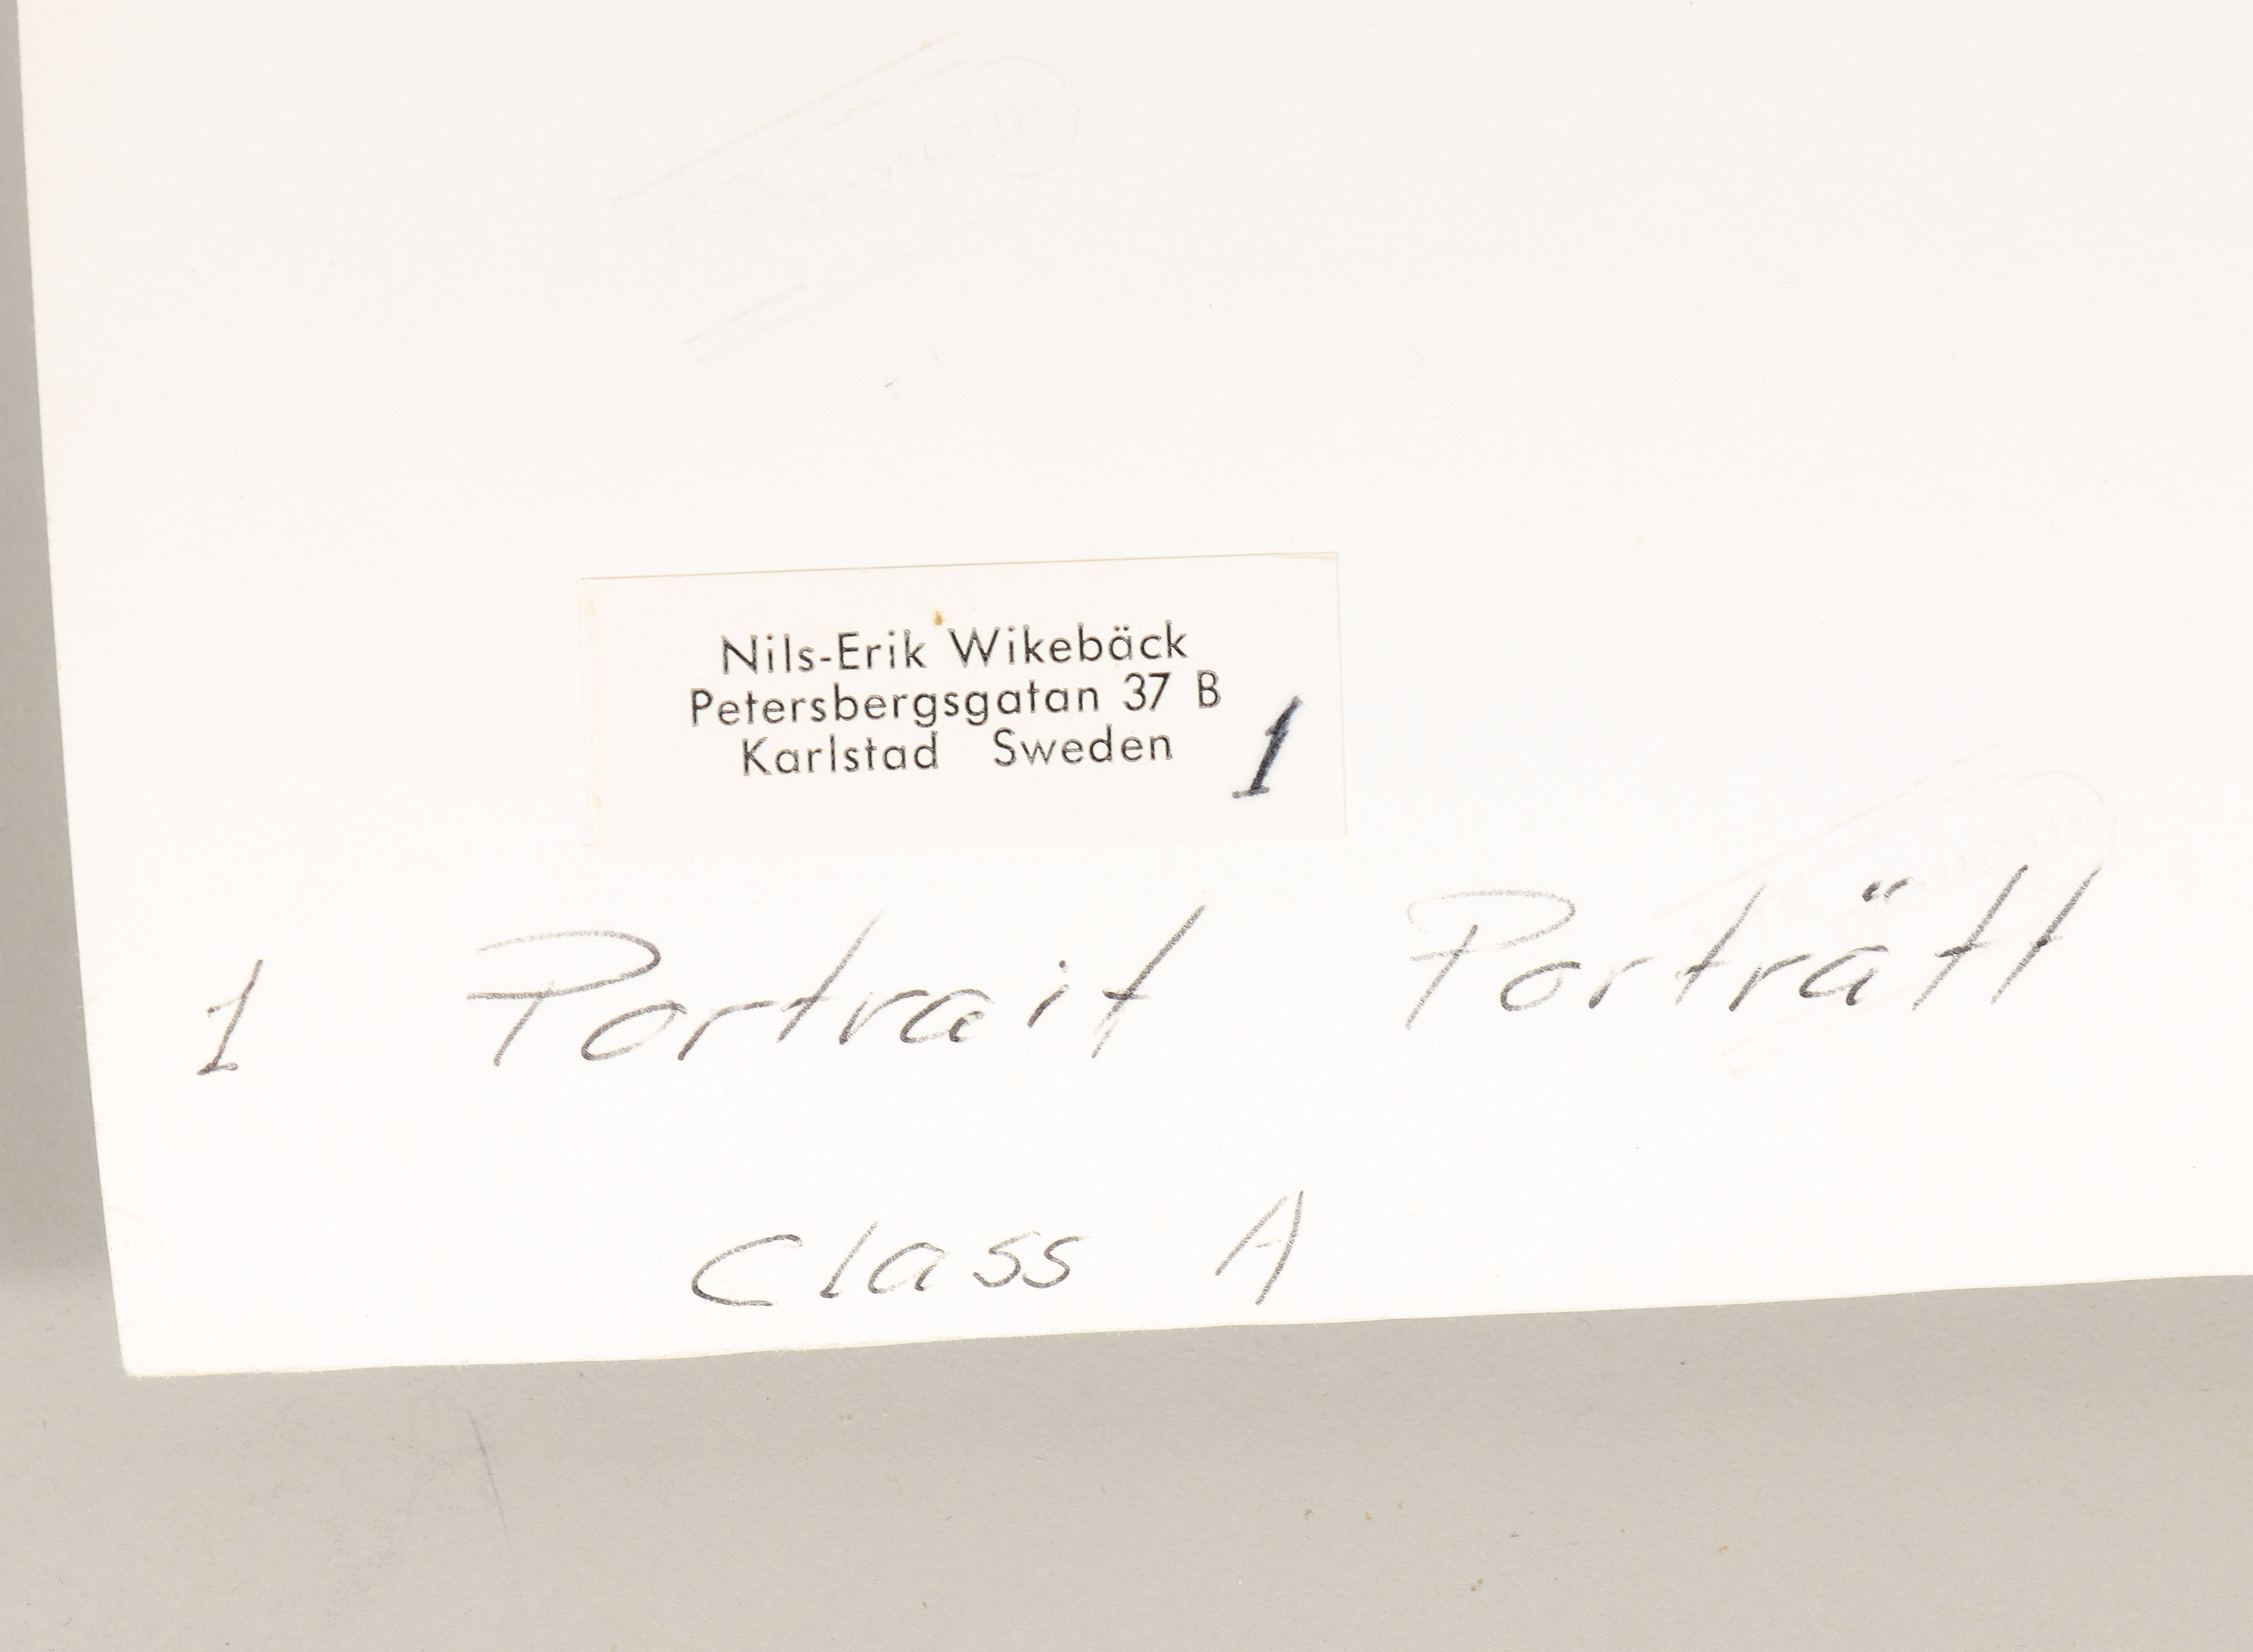 Nils-Erik Wikebäck
Petersbergsgatan 37 B
Karlstad Sweden
1
1 Portrait Porträtt
Class A